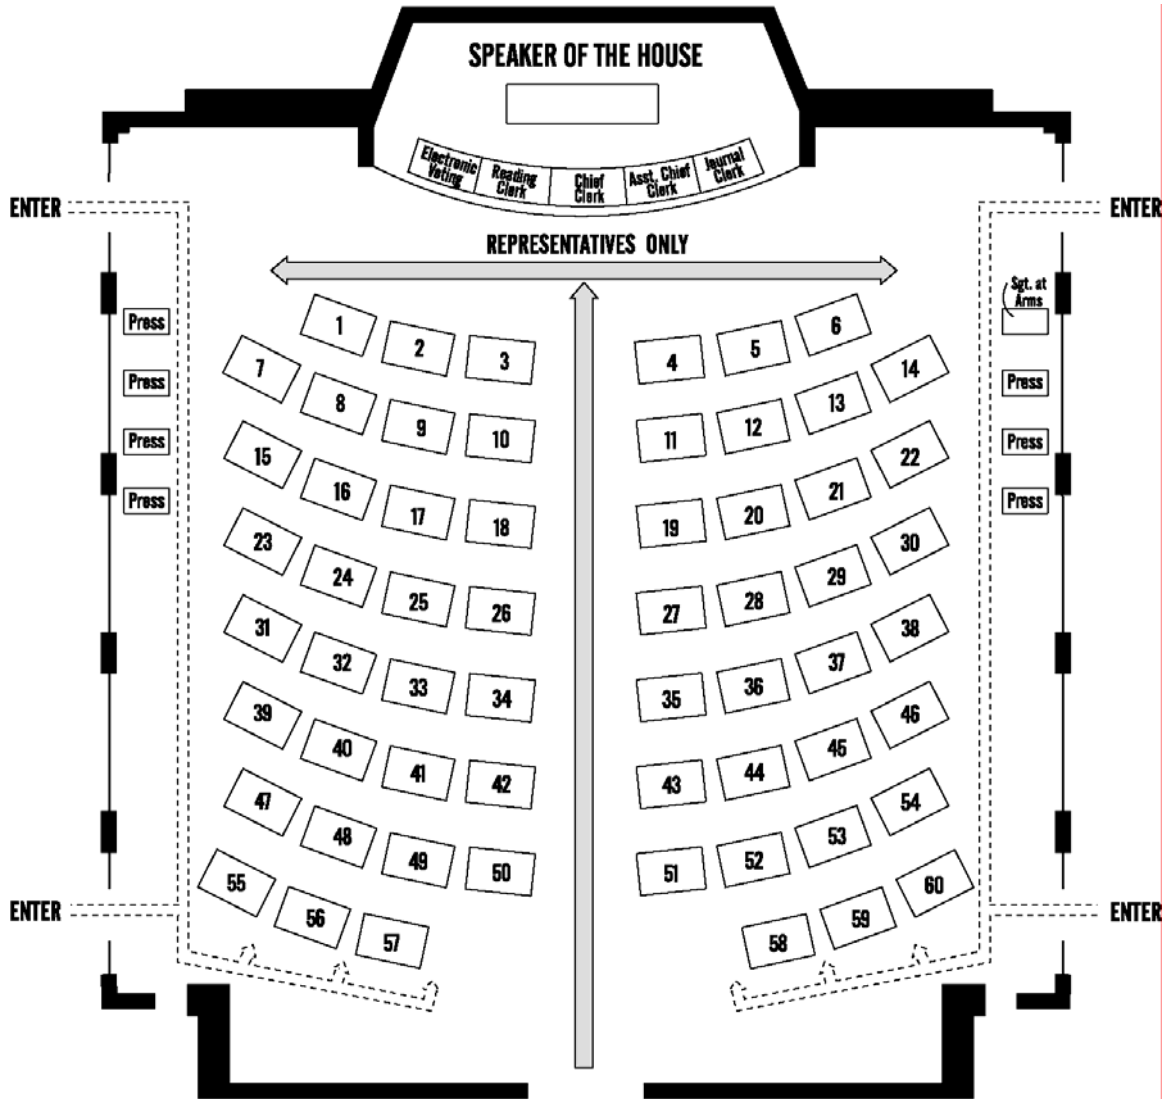 SPEAKER OF THE HOUSE
Electronic
Voting
Reading
Clerk
Chief
Clerk
Asst. Chief
Clerk
Journal
Clerk
ENTER
ENTER
REPRESENTATIVES ONLY
Sgt. at
Arms
Press
1
2
3
4
5
6
7
8
9
10
11
12
13
14
Press
Press
15
16
17
18
19
20
21
22
Press
Press
Press
Press
23
24
25
26
27
28
29
30
31
32
33
34
35
36
37
38
39
40
41
42
43
44
45
46
47
48
49
50
51
52
53
54
55
56
57
58
59
60
ENTER
ENTER